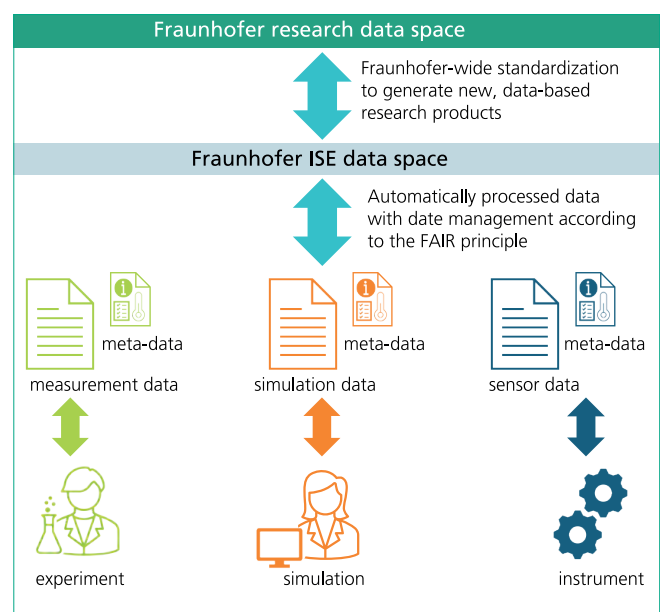 Fraunhofer research data space
Fraunhofer-wide standardization
to generate new, data-based
research products
Fraunhofer ISE data space
Automatically processed data
with date management according
to the FAIR principle
meta-data
meta-data
meta-data
measurement data
simulation data
sensor data
experiment
simulation
instrument